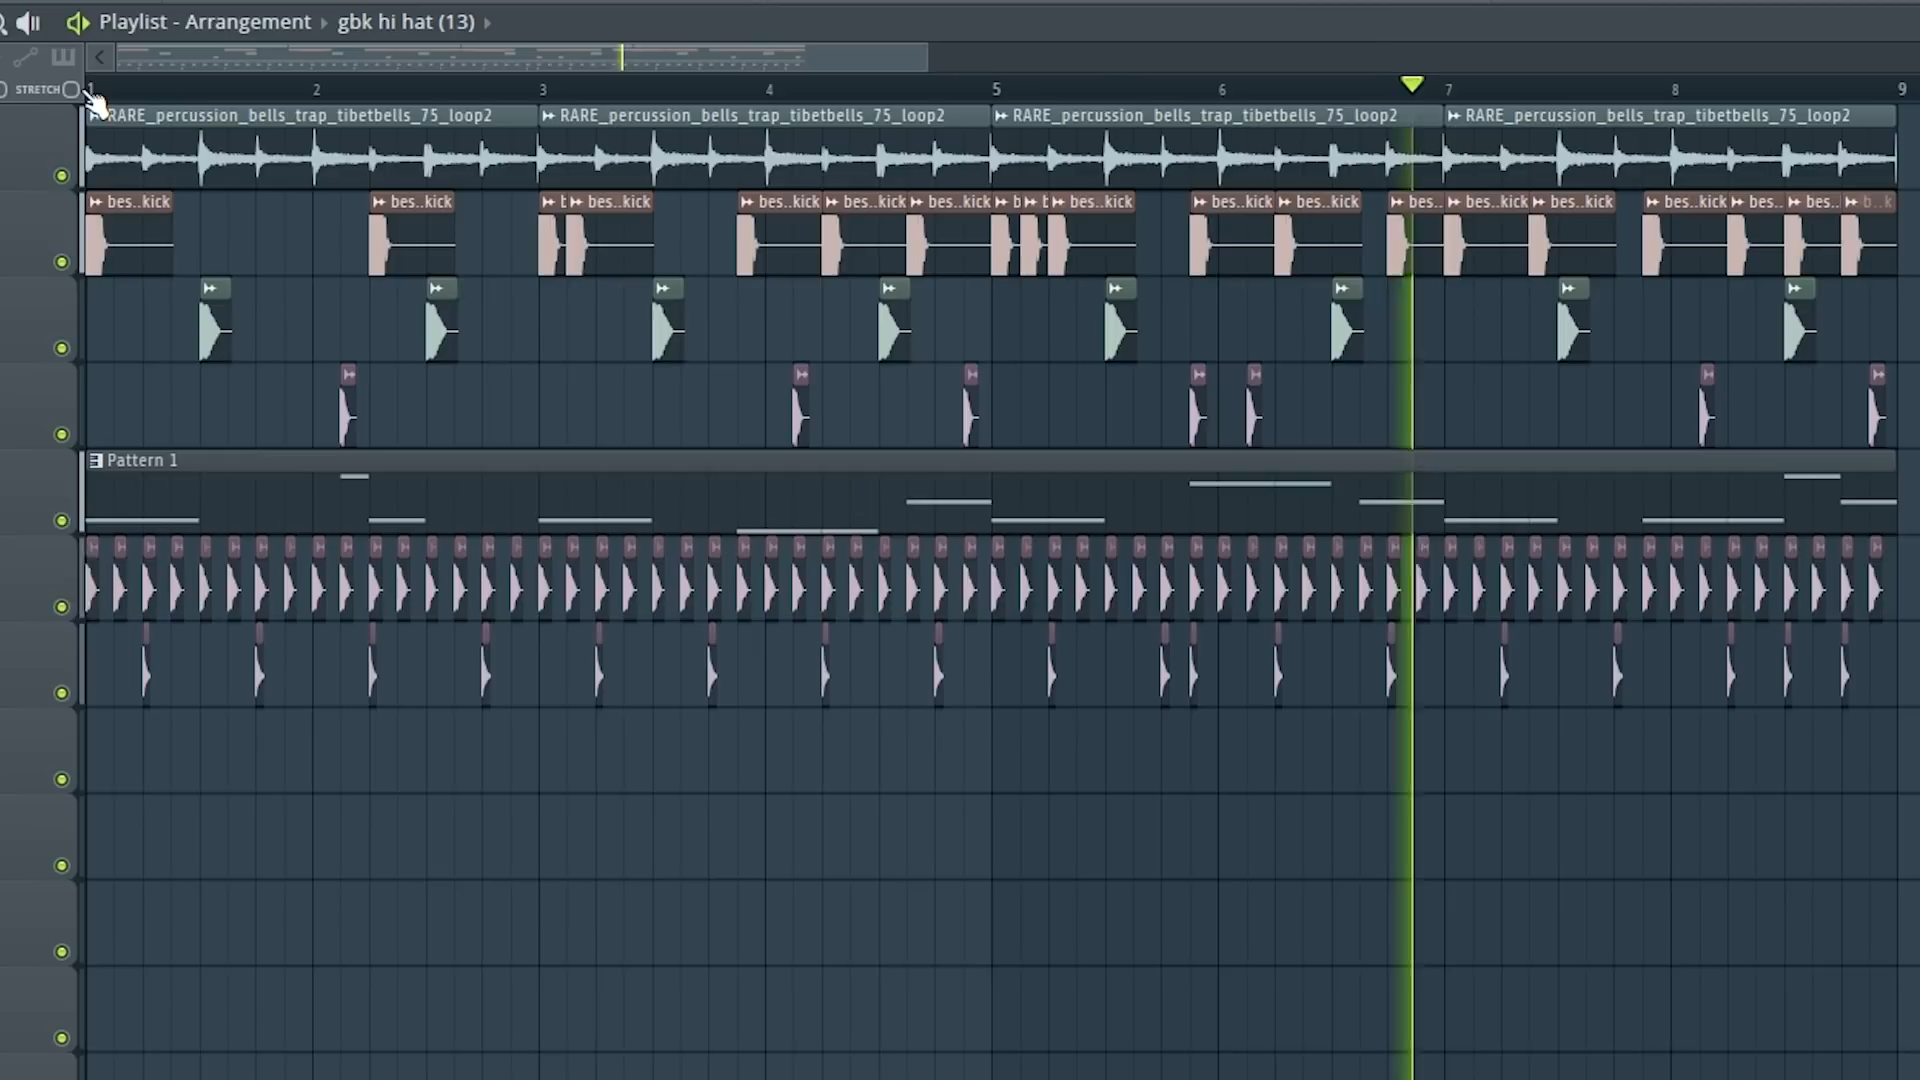 Playlist - Arrangement › gbk hi hat (13) ›
STRETCH
1 2 3 4 5 6 7 8 9
RARE_percussion_bells_trap_tibetbells_75_loop2 RARE_percussion_bells_trap_tibetbells_75_loop2 RARE_percussion_bells_trap_tibetbells_75_loop2 RARE_percussion_bells_trap_tibetbells_75_loop2
bes..kick bes..kick t bes..kick bes..kick bes..kick bes..kick b t bes..kick bes..kick bes..kick bes.. bes..kick bes..kick bes..kick bes.. bes.. b..k
Pattern 1